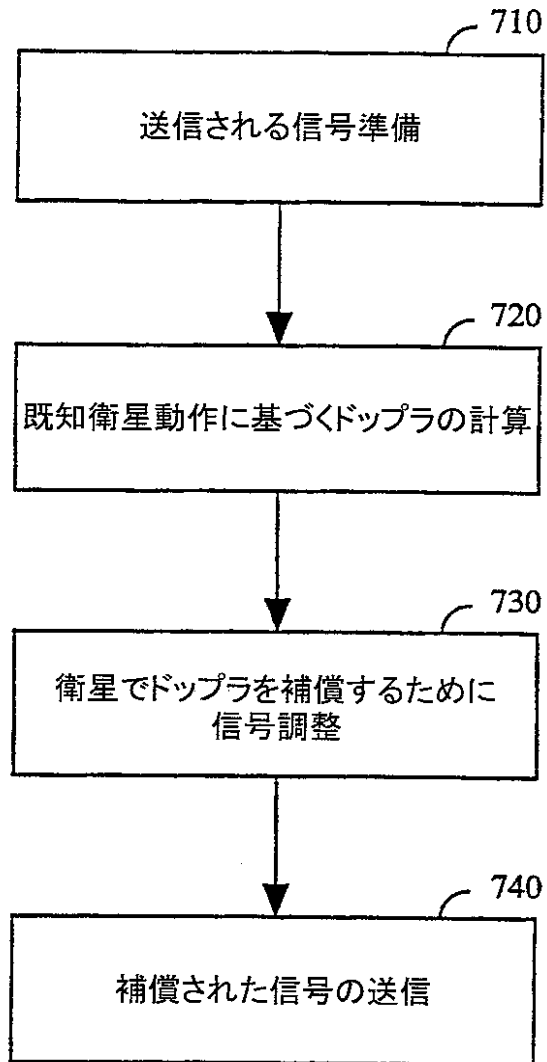 710
送信される信号準備
720
既知衛星動作に基づくドップラの計算
730
衛星でドップラを補償するために
信号調整
740
補償された信号の送信